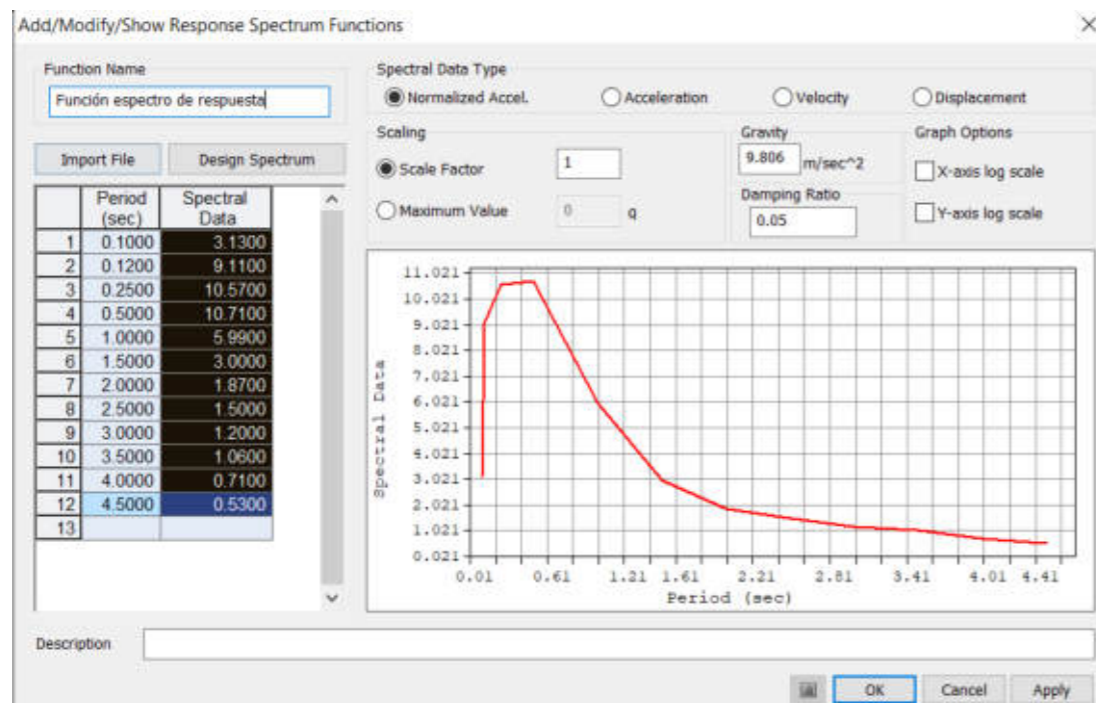 Add/Modify/Show Response Spectrum Functions
Function Name
Función espectro de respuesta
Import File
Design Spectrum
Period (sec) Spectral Data
1 0.1000 3.1300
2 0.1200 9.1100
3 0.2500 10.5700
4 0.5000 10.7100
5 1.0000 5.9900
6 1.5000 3.0000
7 2.0000 1.8700
8 2.5000 1.5000
9 3.0000 1.2000
10 3.5000 1.0600
11 4.0000 0.7100
12 4.5000 0.5300
13
Spectral Data Type
Normalized Accel. Acceleration Velocity Displacement
Scaling
Scale Factor 1
Maximum Value 0 g
Gravity
9.806 m/sec^2
Damping Ratio
0.05
Graph Options
X-axis log scale
Y-axis log scale
11.021
10.021
9.021
8.021
7.021
6.021
5.021
4.021
3.021
2.021
1.021
0.021
Spectral Data
0.01 0.61 1.21 1.61 2.21 2.81 3.41 4.01 4.41
Period (sec)
Description
OK Cancel Apply